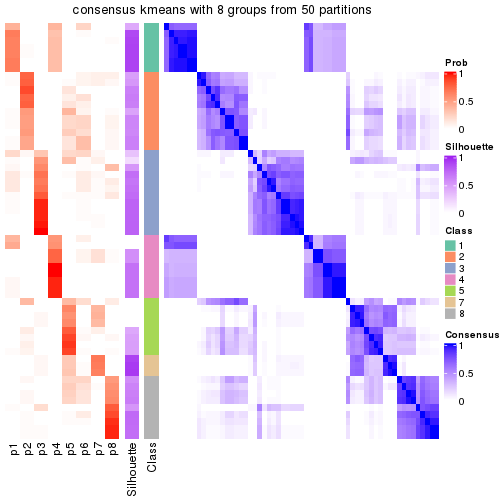 consensus kmeans with 8 groups from 50 partitions
Prob
1
0.5
0
Silhouette
1
0.5
0
Class
1
2
3
4
5
7
8
Consensus
1
0.5
0
p1
p2
p3
p4
p5
p6
p7
p8
Silhouette
Class